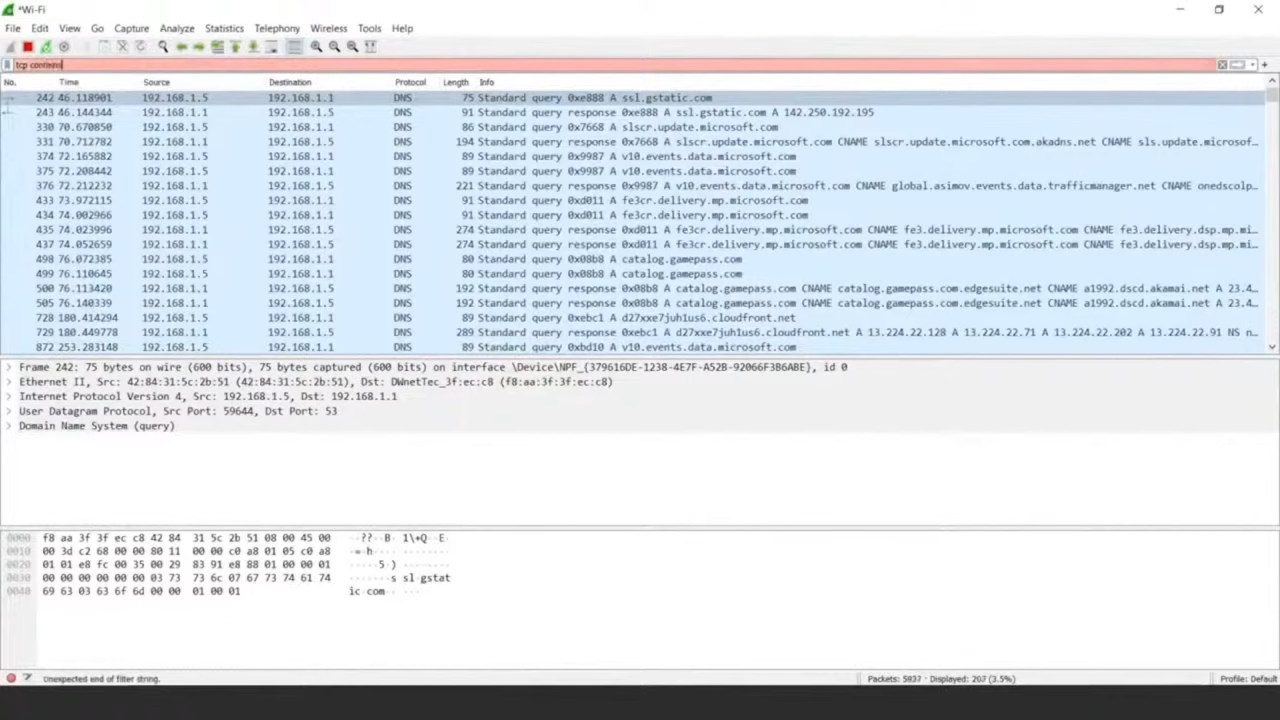 *Wi-Fi
File Edit View Go Capture Analyze Statistics Telephony Wireless Tools Help
tcp contains
No. Time Source Destination Protocol Length Info
242 46.118901 192.168.1.5 192.168.1.1 DNS 75 Standard query 0xe888 A ssl.gstatic.com
243 46.144344 192.168.1.1 192.168.1.5 DNS 91 Standard query response 0xe888 A ssl.gstatic.com A 142.250.192.195
330 70.670850 192.168.1.5 192.168.1.1 DNS 86 Standard query 0x7668 A slscr.update.microsoft.com
331 70.712782 192.168.1.1 192.168.1.5 DNS 194 Standard query response 0x7668 A slscr.update.microsoft.com CNAME slscr.update.microsoft.com.akadns.net CNAME sls.update.microsof…
374 72.165882 192.168.1.5 192.168.1.1 DNS 89 Standard query 0x9987 A v10.events.data.microsoft.com
375 72.208442 192.168.1.5 192.168.1.1 DNS 89 Standard query 0x9987 A v10.events.data.microsoft.com
376 72.212232 192.168.1.1 192.168.1.5 DNS 221 Standard query response 0x9987 A v10.events.data.microsoft.com CNAME global.asimov.events.data.trafficmanager.net CNAME onedscolp…
433 73.972115 192.168.1.5 192.168.1.1 DNS 91 Standard query 0xd011 A fe3cr.delivery.mp.microsoft.com
434 74.002966 192.168.1.5 192.168.1.1 DNS 91 Standard query 0xd011 A fe3cr.delivery.mp.microsoft.com
435 74.023996 192.168.1.1 192.168.1.5 DNS 274 Standard query response 0xd011 A fe3cr.delivery.mp.microsoft.com CNAME fe3.delivery.mp.microsoft.com CNAME fe3.delivery.dsp.mp.mi…
437 74.052659 192.168.1.1 192.168.1.5 DNS 274 Standard query response 0xd011 A fe3cr.delivery.mp.microsoft.com CNAME fe3.delivery.mp.microsoft.com CNAME fe3.delivery.dsp.mp.mi…
498 76.072385 192.168.1.5 192.168.1.1 DNS 80 Standard query 0x08b8 A catalog.gamepass.com
499 76.110645 192.168.1.5 192.168.1.1 DNS 80 Standard query 0x08b8 A catalog.gamepass.com
500 76.113420 192.168.1.1 192.168.1.5 DNS 192 Standard query response 0x08b8 A catalog.gamepass.com CNAME catalog.gamepass.com.edgesuite.net CNAME a1992.dscd.akamai.net A 23.4…
505 76.140339 192.168.1.1 192.168.1.5 DNS 192 Standard query response 0x08b8 A catalog.gamepass.com CNAME catalog.gamepass.com.edgesuite.net CNAME a1992.dscd.akamai.net A 23.4…
728 180.414294 192.168.1.5 192.168.1.1 DNS 89 Standard query 0xebc1 A d27xxe7juh1us6.cloudfront.net
729 180.449778 192.168.1.1 192.168.1.5 DNS 289 Standard query response 0xebc1 A d27xxe7juh1us6.cloudfront.net A 13.224.22.128 A 13.224.22.71 A 13.224.22.202 A 13.224.22.91 NS n…
872 253.283148 192.168.1.5 192.168.1.1 DNS 89 Standard query 0xbd10 A v10.events.data.microsoft.com
Frame 242: 75 bytes on wire (600 bits), 75 bytes captured (600 bits) on interface \Device\NPF_{379616DE-1238-4E7F-A52B-92066F3B6ABE}, id 0
Ethernet II, Src: 42:84:31:5c:2b:51 (42:84:31:5c:2b:51), Dst: DWnetTec_3f:ec:c8 (f8:aa:3f:3f:ec:c8)
Internet Protocol Version 4, Src: 192.168.1.5, Dst: 192.168.1.1
User Datagram Protocol, Src Port: 59644, Dst Port: 53
Domain Name System (query)
0000 f8 aa 3f 3f ec c8 42 84 31 5c 2b 51 08 00 45 00 ··??··B· 1\+Q··E·
0010 00 3d c2 68 00 00 80 11 00 00 c0 a8 01 05 c0 a8 ·=·h···· ········
0020 01 01 e8 fc 00 35 00 29 83 91 e8 88 01 00 00 01 ·····5·) ········
0030 00 00 00 00 00 00 03 73 73 6c 07 67 73 74 61 74 ·······s sl·gstat
0040 69 63 03 63 6f 6d 00 00 01 00 01 ic·com·· ···
Unexpected end of filter string.
Packets: 5837 · Displayed: 207 (3.5%)
Profile: Default